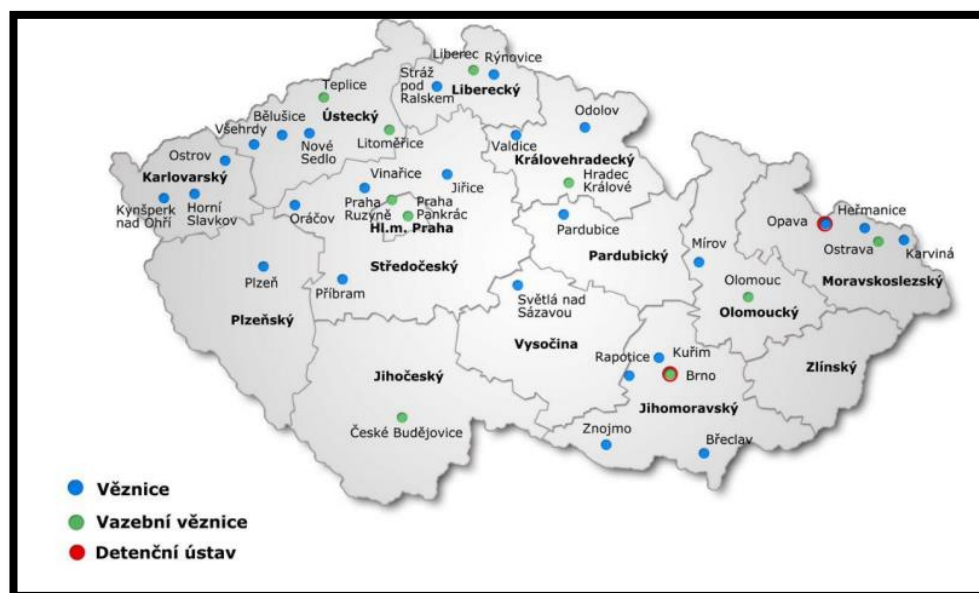 Liberec
Rýnovice
Stráž
pod
Ralskem
Liberecký
Teplice
Ústecký
Bělušice
Všehrdy
Nové
Sedlo
Litoměřice
Odolov
Valdice
Královehradecký
Hradec
Králové
Ostrov
Karlovarský
Kynšperk
nad Ohří
Horní
Slavkov
Vinařice
Jiřice
Oráčov
Praha
Ruzyně
Praha
Pankrác
Hl.m. Praha
Středočeský
Příbram
Plzeň
Plzeňský
Pardubice
Pardubický
Mírov
Opava
Heřmanice
Ostrava
Karviná
Moravskoslezský
Olomouc
Olomoucký
Světlá nad
Sázavou
Vysočina
Zlínský
Rapotice
Kuřim
Brno
Jihomoravský
Znojmo
Břeclav
Jihočeský
České Budějovice
Věznice
Vazební věznice
Detenční ústav